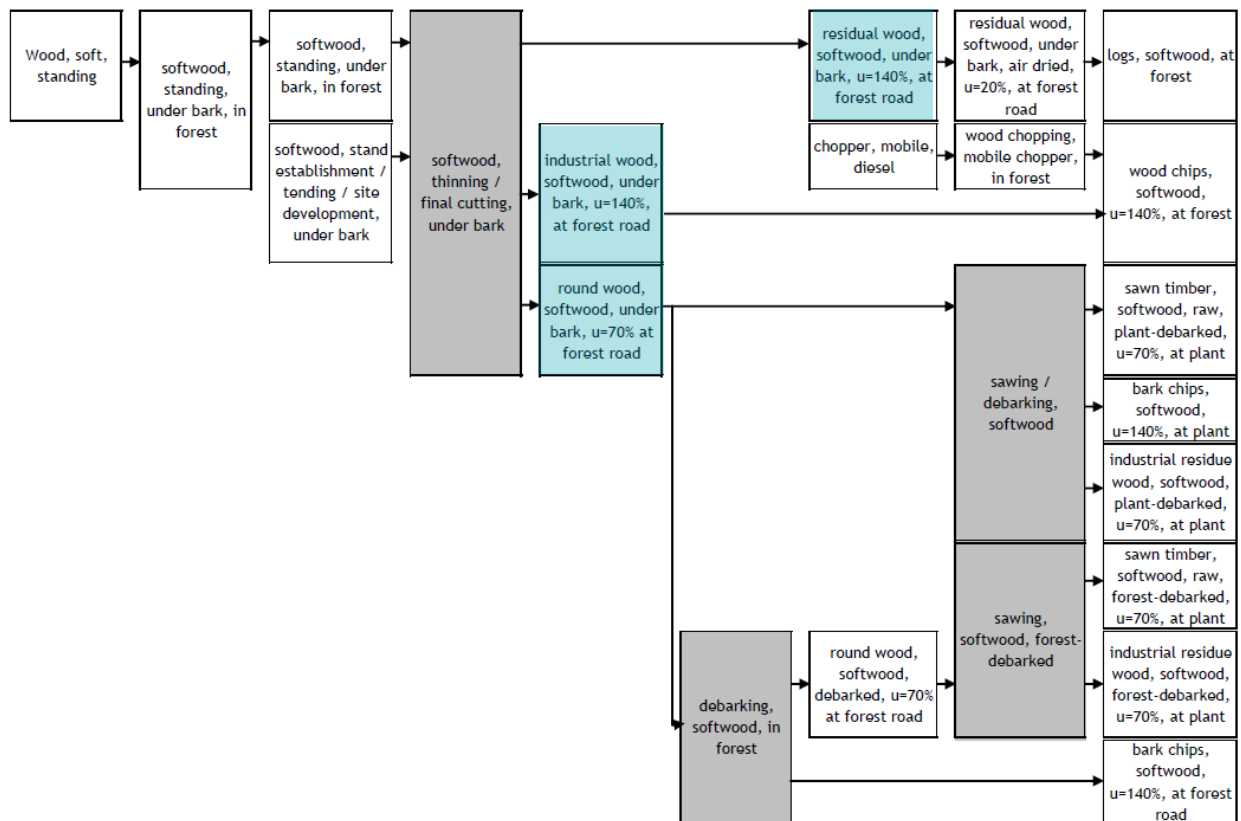 Wood, soft,
standing
softwood,
standing,
under bark, in
forest
softwood,
standing, under
bark, in forest
softwood, stand
establishment /
tending / site
development,
under bark
softwood,
thinning /
final cutting,
under bark
industrial wood,
softwood, under
bark, u=140%,
at forest road
round wood,
softwood, under
bark, u=70% at
forest road
residual wood,
softwood, under
bark, u=140%, at
forest road
residual wood,
softwood, under
bark, air dried,
u=20%, at forest
road
logs, softwood, at
forest
chopper, mobile,
diesel
wood chopping,
mobile chopper,
in forest
wood chips,
softwood,
u=140%, at forest
sawing /
debarking,
softwood
sawn timber,
softwood, raw,
plant-debarked,
u=70%, at plant
bark chips,
softwood,
u=140%, at plant
industrial residue
wood, softwood,
plant-debarked,
u=70%, at plant
debarking,
softwood, in
forest
round wood,
softwood,
debarked, u=70%
at forest road
sawing,
softwood, forest-
debarked
sawn timber,
softwood, raw,
forest-debarked,
u=70%, at plant
industrial residue
wood, softwood,
forest-debarked,
u=70%, at plant
bark chips,
softwood,
u=140%, at forest
road